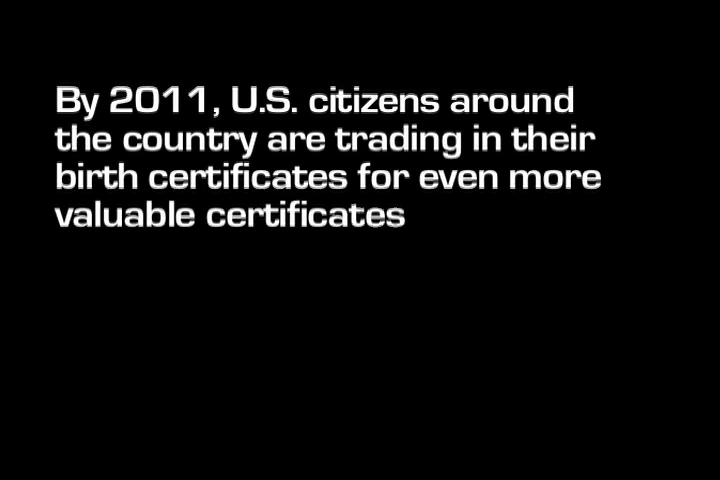 By 2011, U.S. citizens around
the country are trading in their
birth certificates for even more
valuable certificates